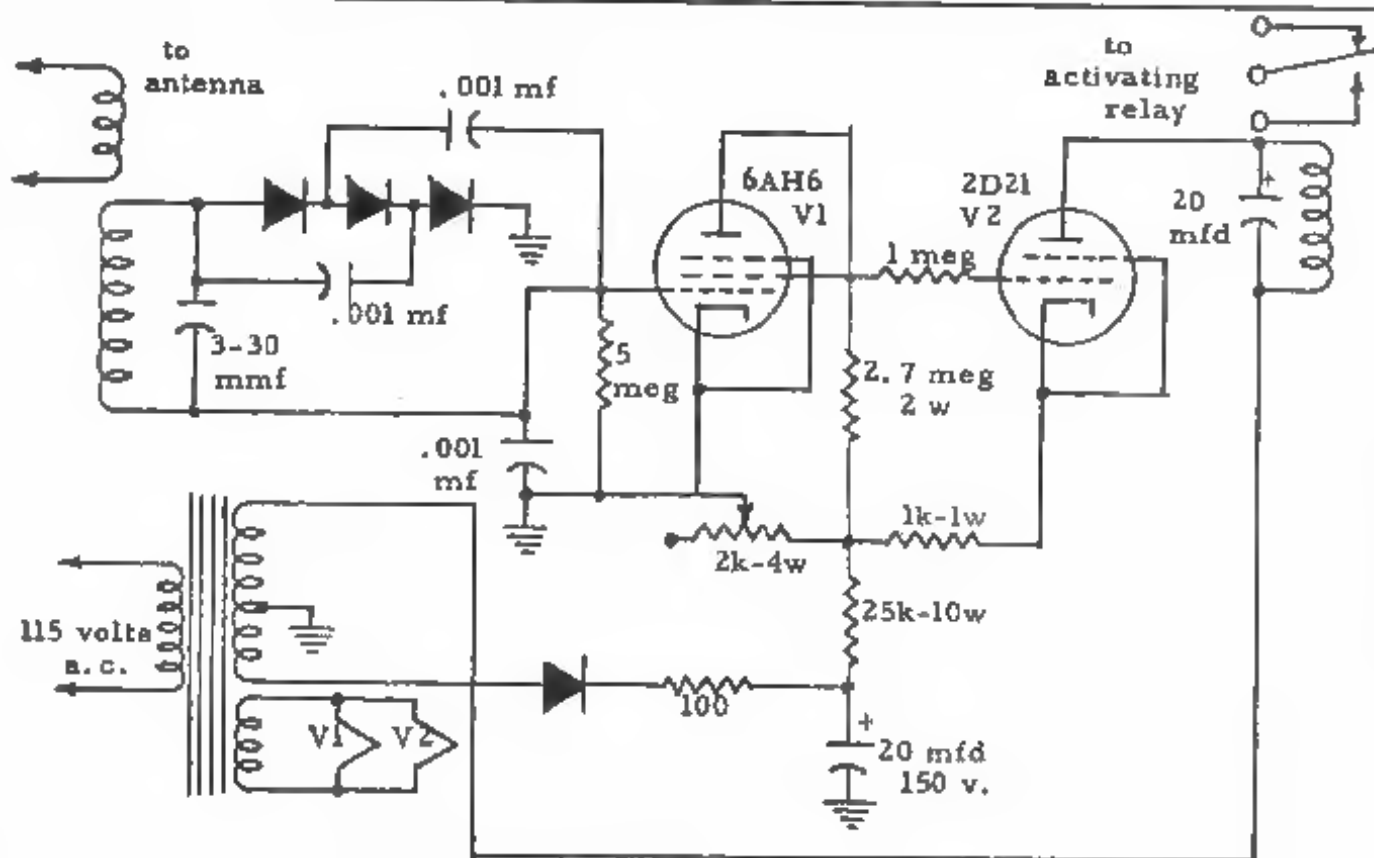 to
antenna
.001 mf
to
activating
relay
6AH6
V1
2D21
V2
20
mfd
+
1 meg
.001 mf
3-30
mmf
5
meg
2.7 meg
2 w
.001
mf
1k-1w
2k-4w
25k-10w
115 volts
a.c.
100
V1
V2
+
20 mfd
150 v.